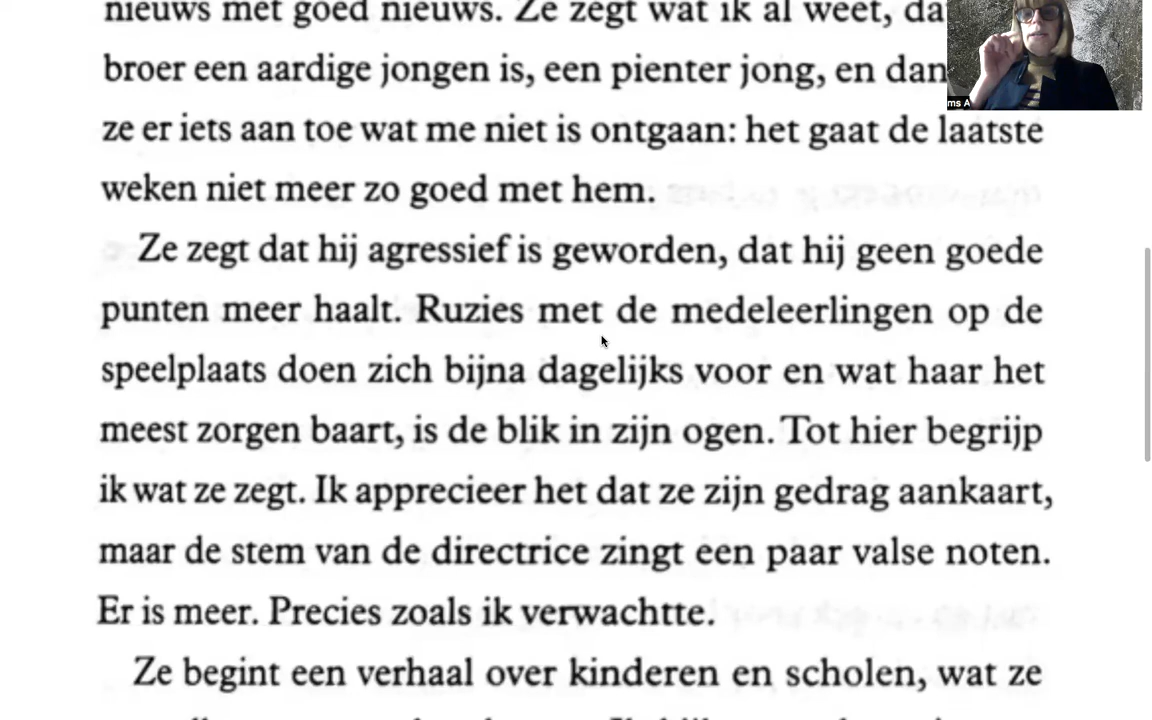 nieuws met goed nieuws. Ze zegt wat ik al weet, da
broer een aardige jongen is, een pienter jong, en dan
ze er iets aan toe wat me niet is ontgaan: het gaat de laatste
weken niet meer zo goed met hem.
Ze zegt dat hij agressief is geworden, dat hij geen goede
punten meer haalt. Ruzies met de medeleerlingen op de
speelplaats doen zich bijna dagelijks voor en wat haar het
meest zorgen baart, is de blik in zijn ogen. Tot hier begrijp
ik wat ze zegt. Ik apprecieer het dat ze zijn gedrag aankaart,
maar de stem van de directrice zingt een paar valse noten.
Er is meer. Precies zoals ik verwachtte.
Ze begint een verhaal over kinderen en scholen, wat ze
ms A